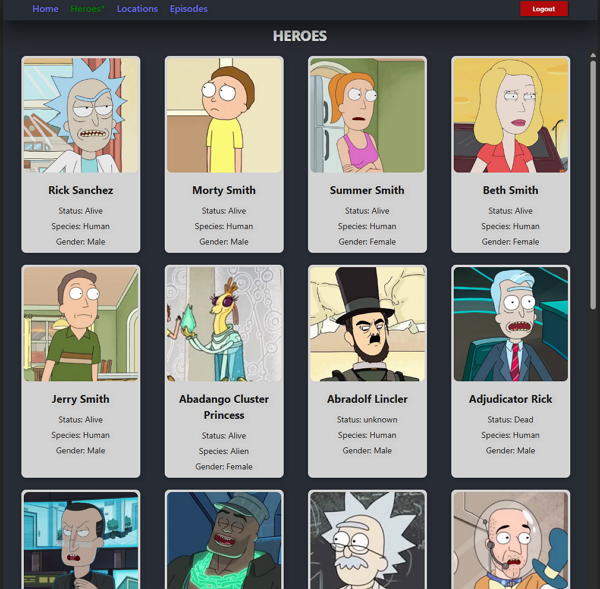 Home Heroes* Locations Episodes Logout
HEROES
Rick Sanchez
Status: Alive
Species: Human
Gender: Male
Morty Smith
Status: Alive
Species: Human
Gender: Male
Summer Smith
Status: Alive
Species: Human
Gender: Female
Beth Smith
Status: Alive
Species: Human
Gender: Female
Jerry Smith
Status: Alive
Species: Human
Gender: Male
Abadango Cluster
Princess
Status: Alive
Species: Alien
Gender: Female
Abradolf Lincler
Status: unknown
Species: Human
Gender: Male
Adjudicator Rick
Status: Dead
Species: Human
Gender: Male